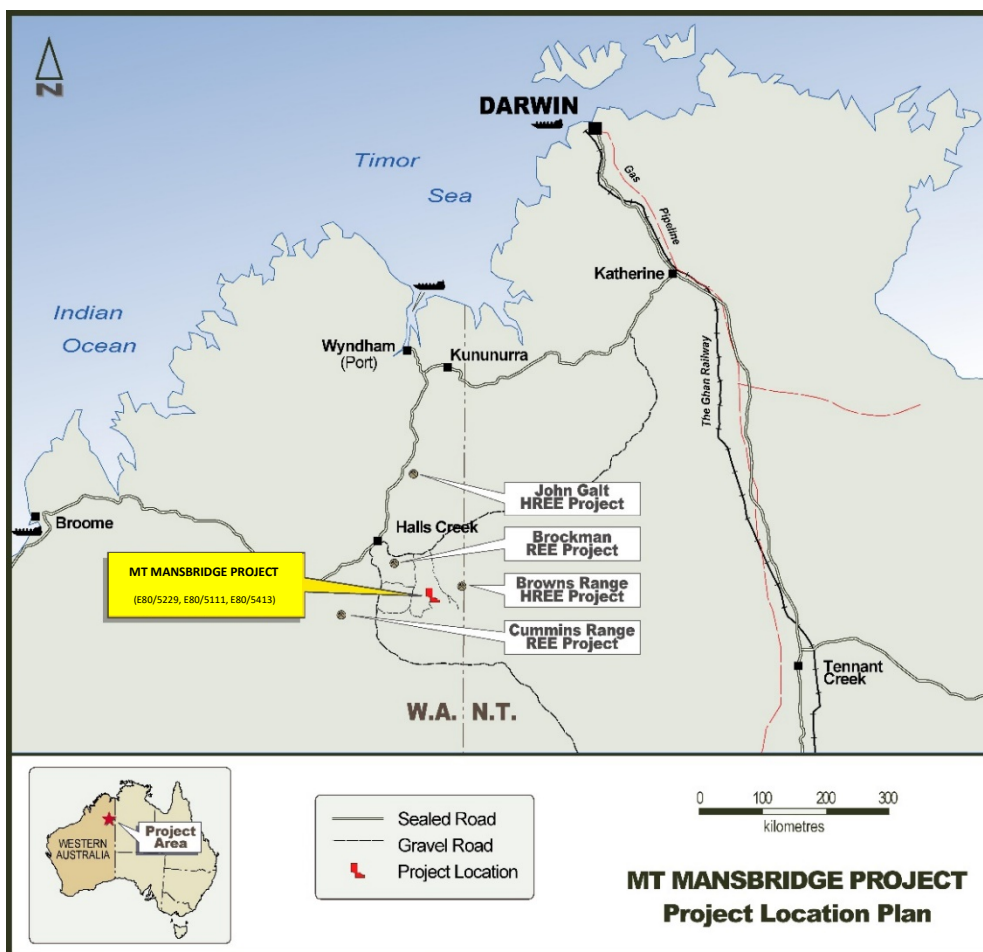 N
DARWIN
Timor
Sea
Gas
Pipeline
Katherine
Indian
Ocean
Wyndham
(Port)
Kununurra
The Ghan Railway
John Galt
HREE Project
Broome
Halls Creek
Brockman
REE Project
MT MANSBRIDGE PROJECT
(E80/5229, E80/5111, E80/5413)
Browns Range
HREE Project
Cummins Range
REE Project
Tennant
Creek
W.A. N.T.
WESTERN
AUSTRALIA
Project
Area
Sealed Road
Gravel Road
Project Location
0 100 200 300
kilometres
MT MANSBRIDGE PROJECT
Project Location Plan